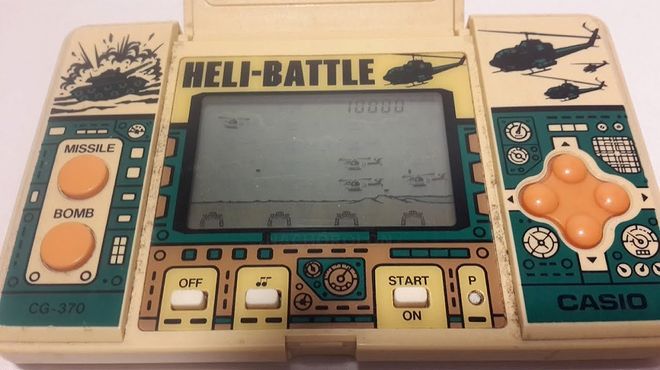 HELI-BATTLE
10000
MISSILE
BOMB
OFF
START
ON
P
CG-370
CASIO